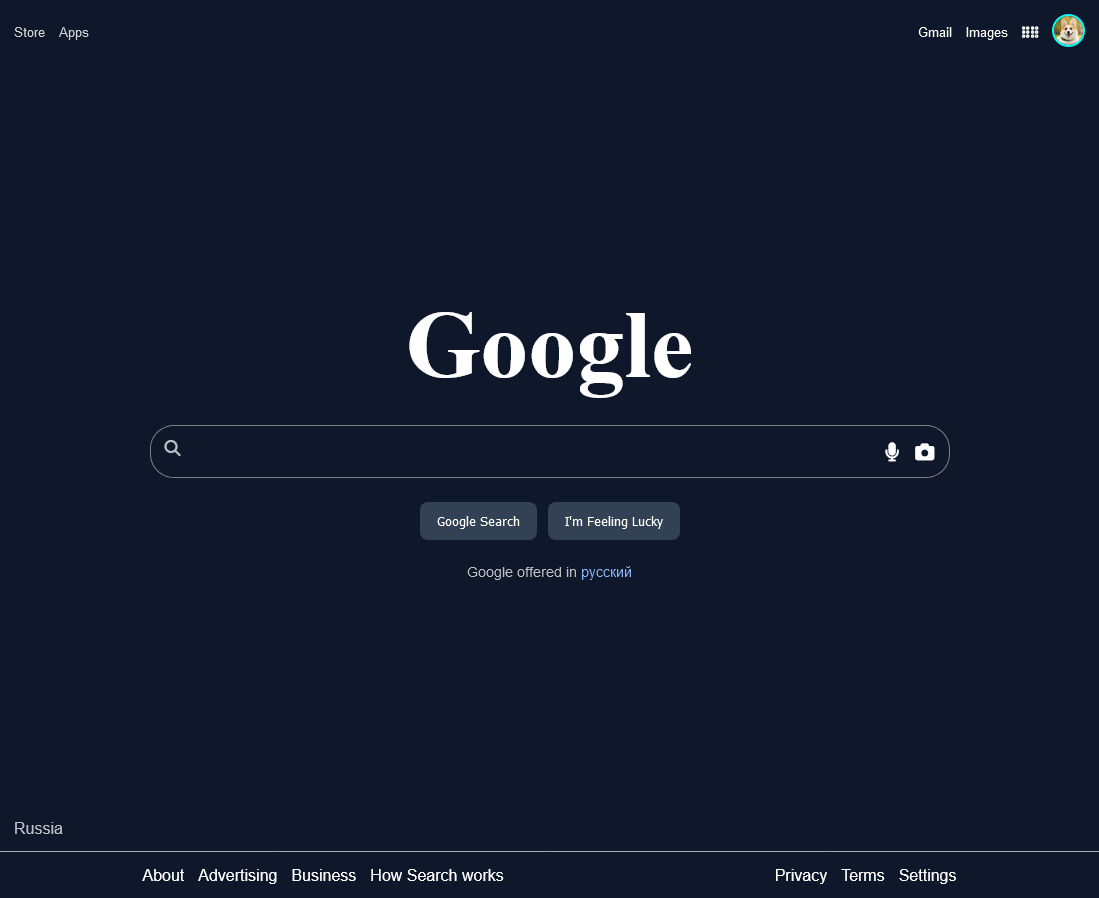 Store Apps Gmail Images
Google
Google Search I'm Feeling Lucky
Google offered in русский
Russia
About Advertising Business How Search works Privacy Terms Settings